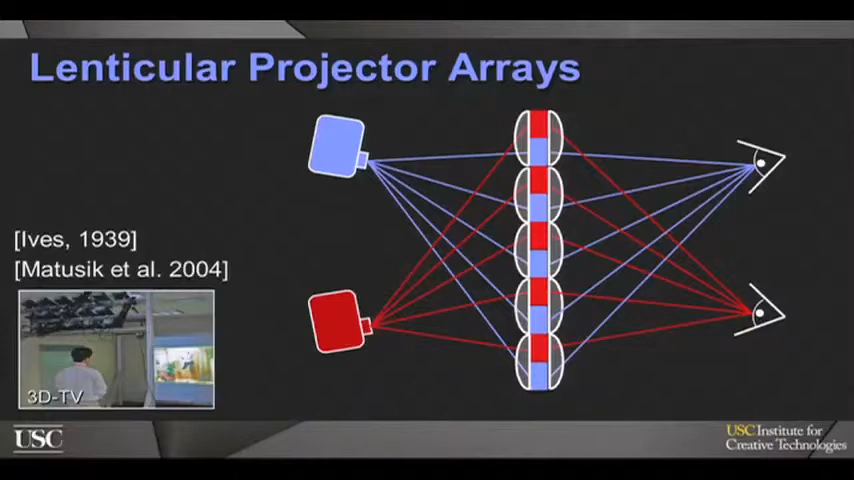 Lenticular Projector Arrays
[Ives, 1939]
[Matusik et al. 2004]
3D-TV
USC
USC Institute for
Creative Technologies